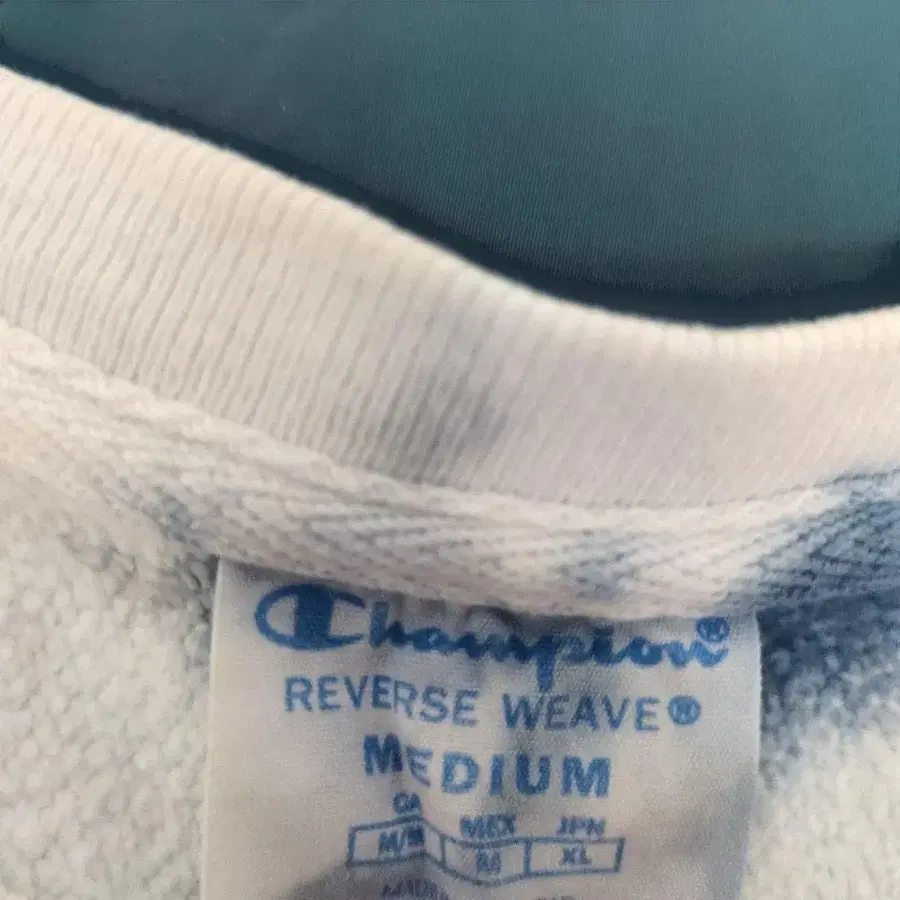 Champion®
REVERSE WEAVE®
MEDIUM
CA MEX JPN
M/M M XL